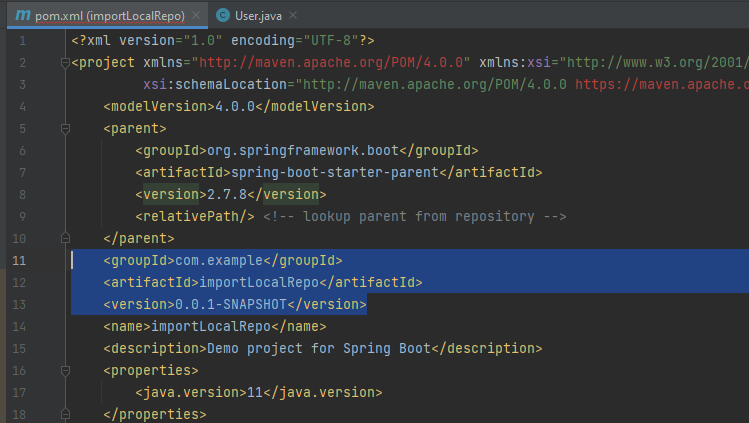 pom.xml (importLocalRepo) User.java
1 <?xml version="1.0" encoding="UTF-8"?>
2 <project xmlns="http://maven.apache.org/POM/4.0.0" xmlns:xsi="http://www.w3.org/2001/
3 xsi:schemaLocation="http://maven.apache.org/POM/4.0.0 https://maven.apache.o
4 <modelVersion>4.0.0</modelVersion>
5 <parent>
6 <groupId>org.springframework.boot</groupId>
7 <artifactId>spring-boot-starter-parent</artifactId>
8 <version>2.7.8</version>
9 <relativePath/> <!-- lookup parent from repository -->
10 </parent>
11 <groupId>com.example</groupId>
12 <artifactId>importLocalRepo</artifactId>
13 <version>0.0.1-SNAPSHOT</version>
14 <name>importLocalRepo</name>
15 <description>Demo project for Spring Boot</description>
16 <properties>
17 <java.version>11</java.version>
18 </properties>